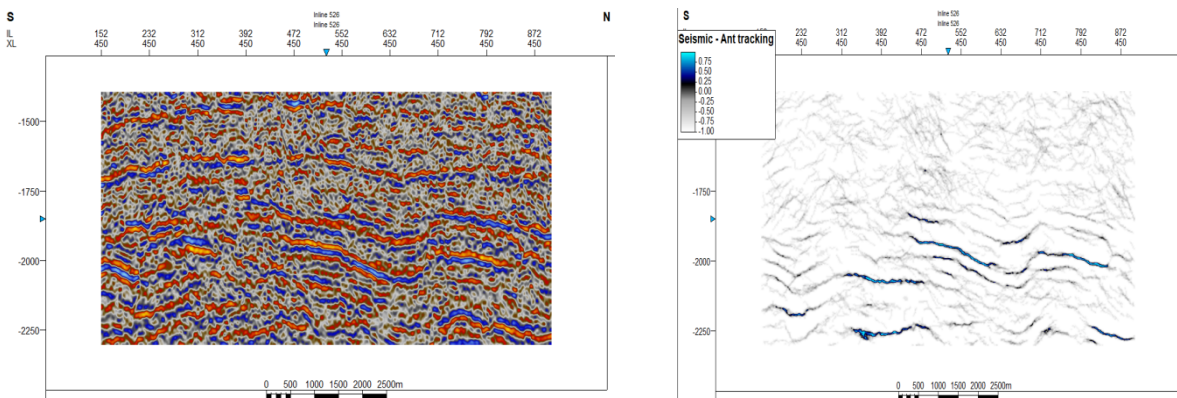 S
N
Inline 526
Inline 526
IL 152 232 312 392 472 552 632 712 792 872
XL 450 450 450 450 450 450 450 450 450 450
-1500
-1750
-2000
-2250
0 500 1000 1500 2000 2500m
S
Inline 526
Inline 526
232 312 392 472 552 632 712 792 872
450 450 450 450 450 450 450 450 450
Seismic - Ant tracking
0.75
0.50
0.25
0.00
-0.25
-0.50
-0.75
-1.00
-1750
-2000
-2250
0 500 1000 1500 2000 2500m